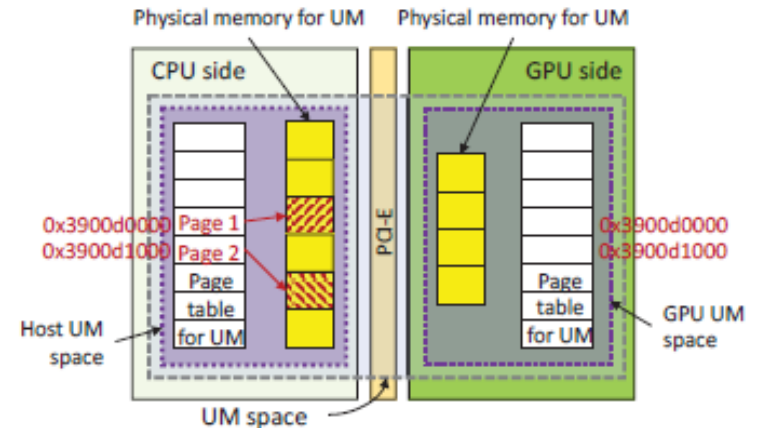 Physical memory for UM
Physical memory for UM
CPU side
GPU side
PCI-E
0x3900d0000
Page 1
0x3900d1000
Page 2
Page
table
for UM
0x3900d0000
0x3900d1000
Page
table
for UM
Host UM
space
GPU UM
space
UM space